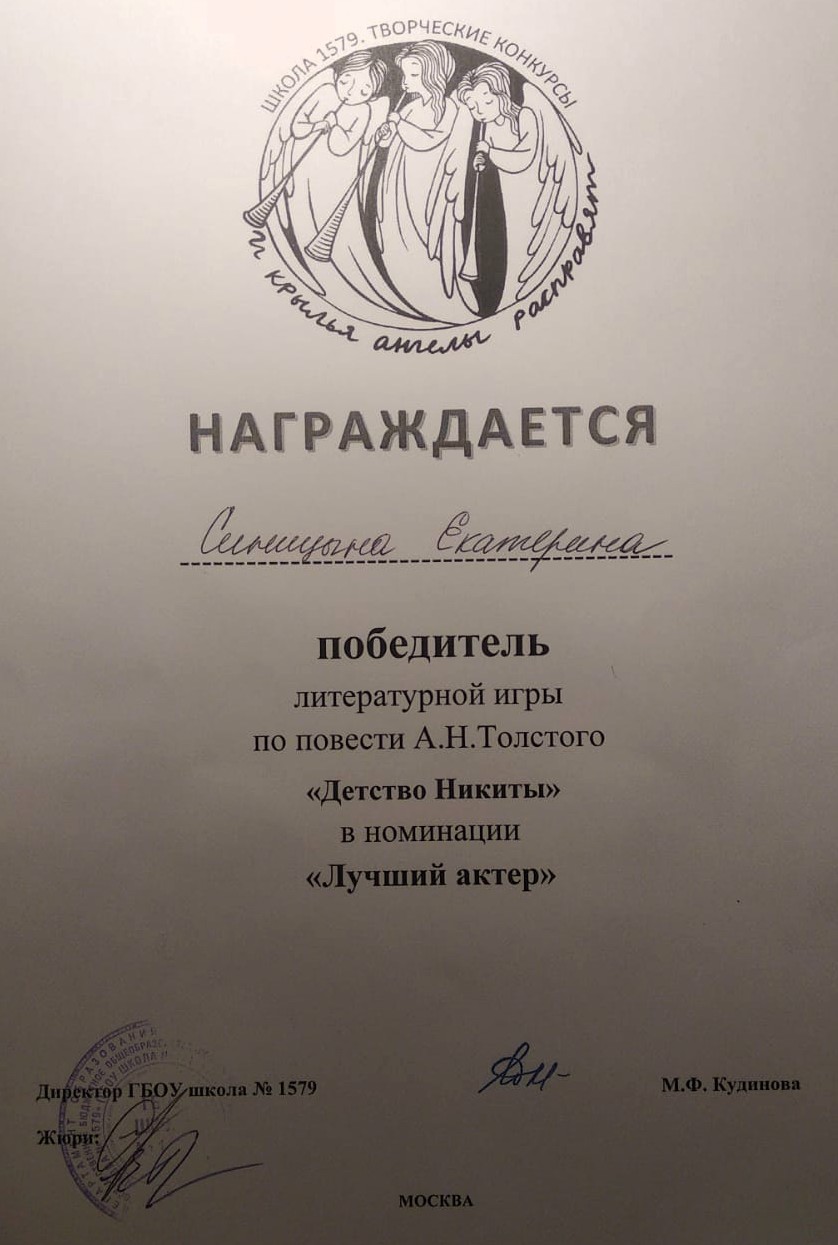 ШКОЛА 1579. ТВОРЧЕСКИЕ КОНКУРСЫ
И крылья ангелы расправят
НАГРАЖДАЕТСЯ
Синицына Екатерина
победитель
литературной игры
по повести А.Н.Толстого
«Детство Никиты»
в номинации
«Лучший актер»
Директор ГБОУ школа № 1579
М.Ф. Кудинова
Жюри:
МОСКВА